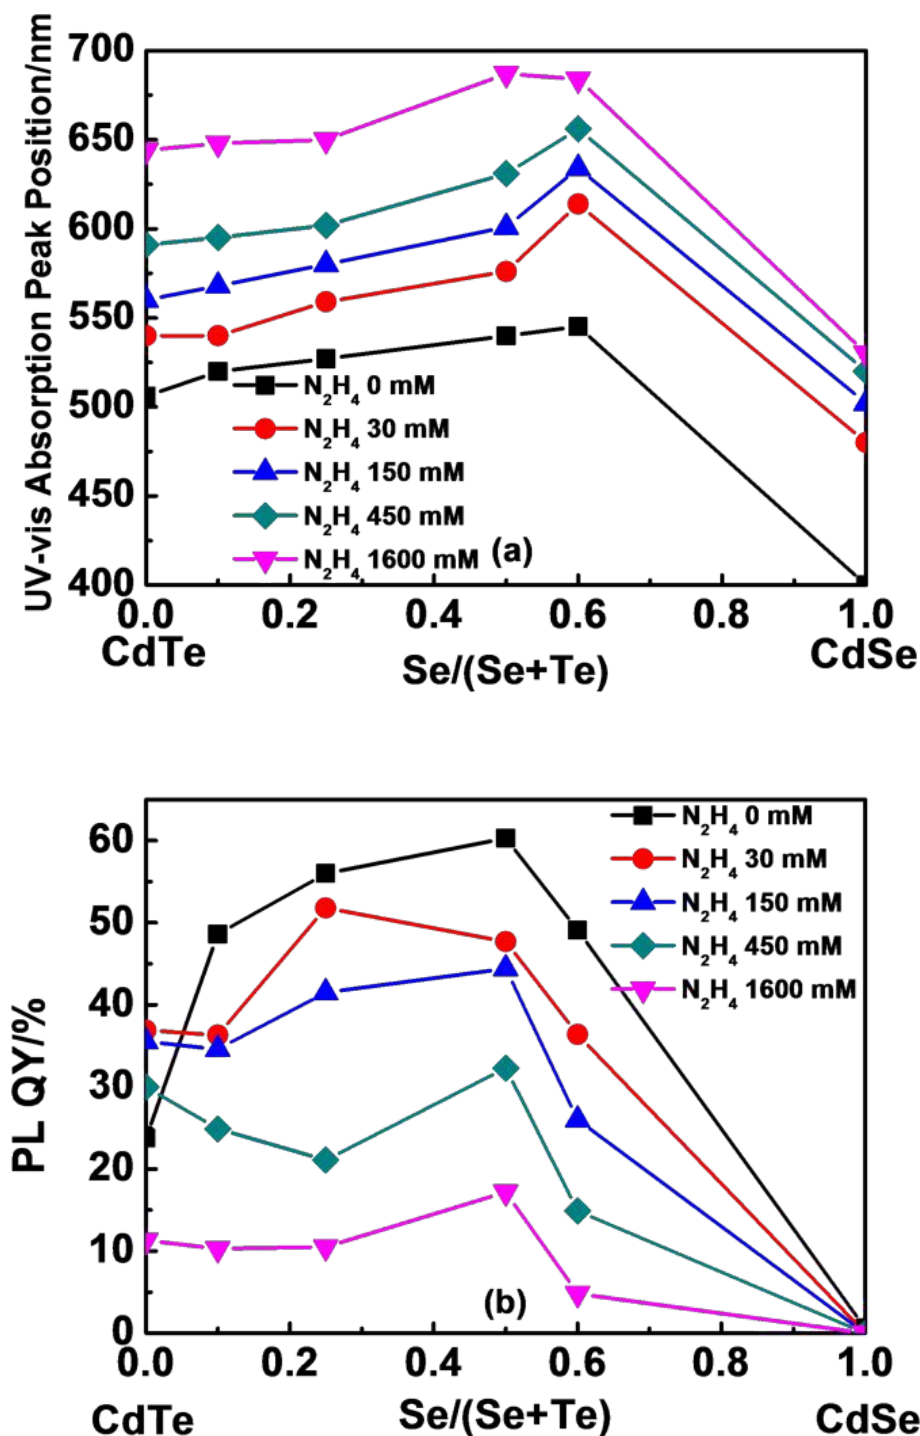 UV-vis Absorption Peak Position/nm
700
650
600
550
500
450
400
N₂H₄ 0 mM
N₂H₄ 30 mM
N₂H₄ 150 mM
N₂H₄ 450 mM
N₂H₄ 1600 mM
(a)
0.0 0.2 0.4 0.6 0.8 1.0
CdTe Se/(Se+Te) CdSe
PL QY/%
60
50
40
30
20
10
0
N₂H₄ 0 mM
N₂H₄ 30 mM
N₂H₄ 150 mM
N₂H₄ 450 mM
N₂H₄ 1600 mM
(b)
0.0 0.2 0.4 0.6 0.8 1.0
CdTe Se/(Se+Te) CdSe